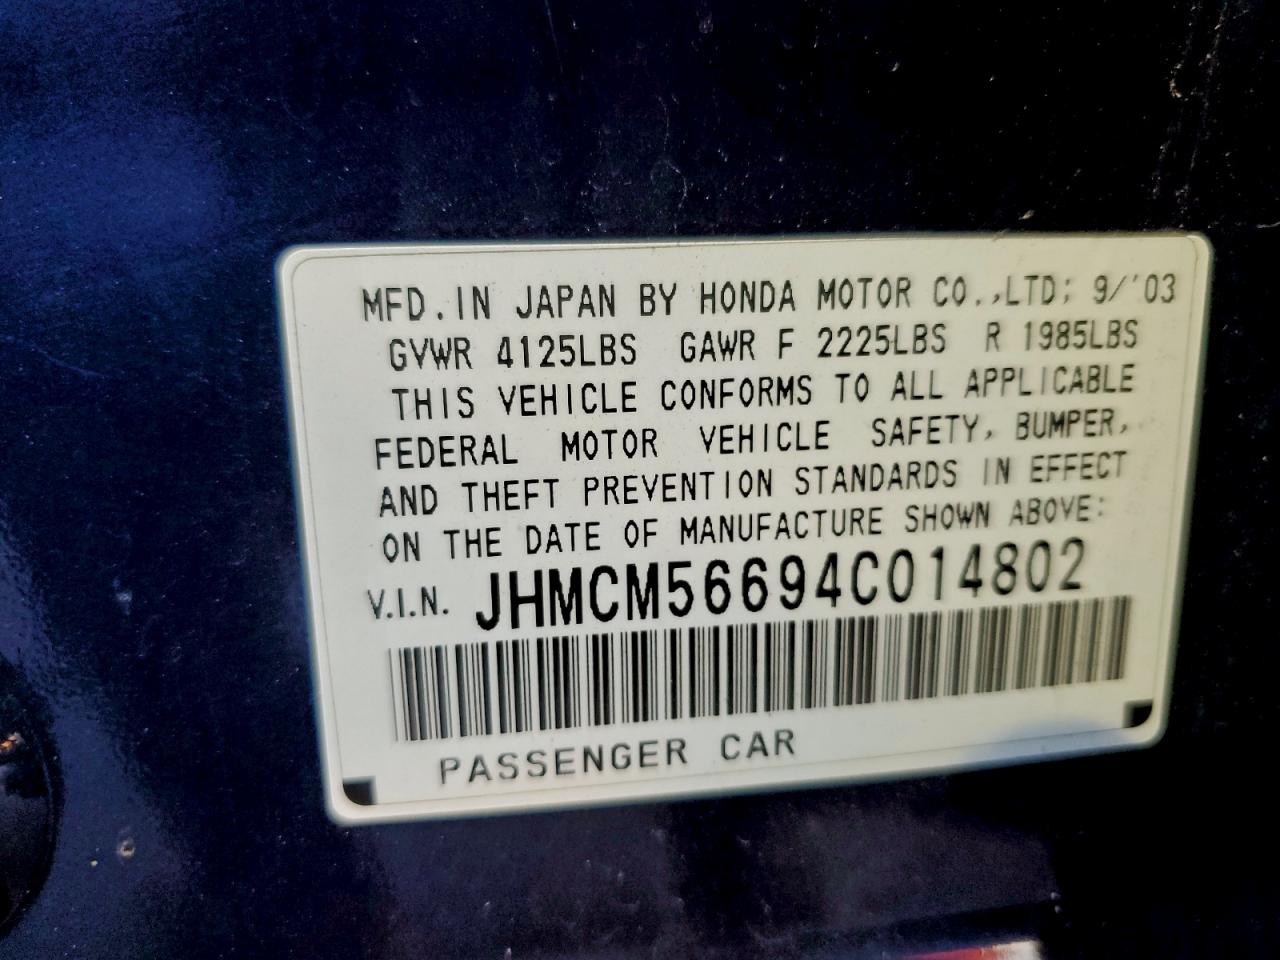 MFD. IN JAPAN BY HONDA MOTOR CO.,LTD; 9/'03
GVWR 4125LBS GAWR F 2225LBS R 1985LBS
THIS VEHICLE CONFORMS TO ALL APPLICABLE
FEDERAL MOTOR VEHICLE SAFETY, BUMPER,
AND THEFT PREVENTION STANDARDS IN EFFECT
ON THE DATE OF MANUFACTURE SHOWN ABOVE:
V.I.N. JHMCM56694C014802
PASSENGER CAR